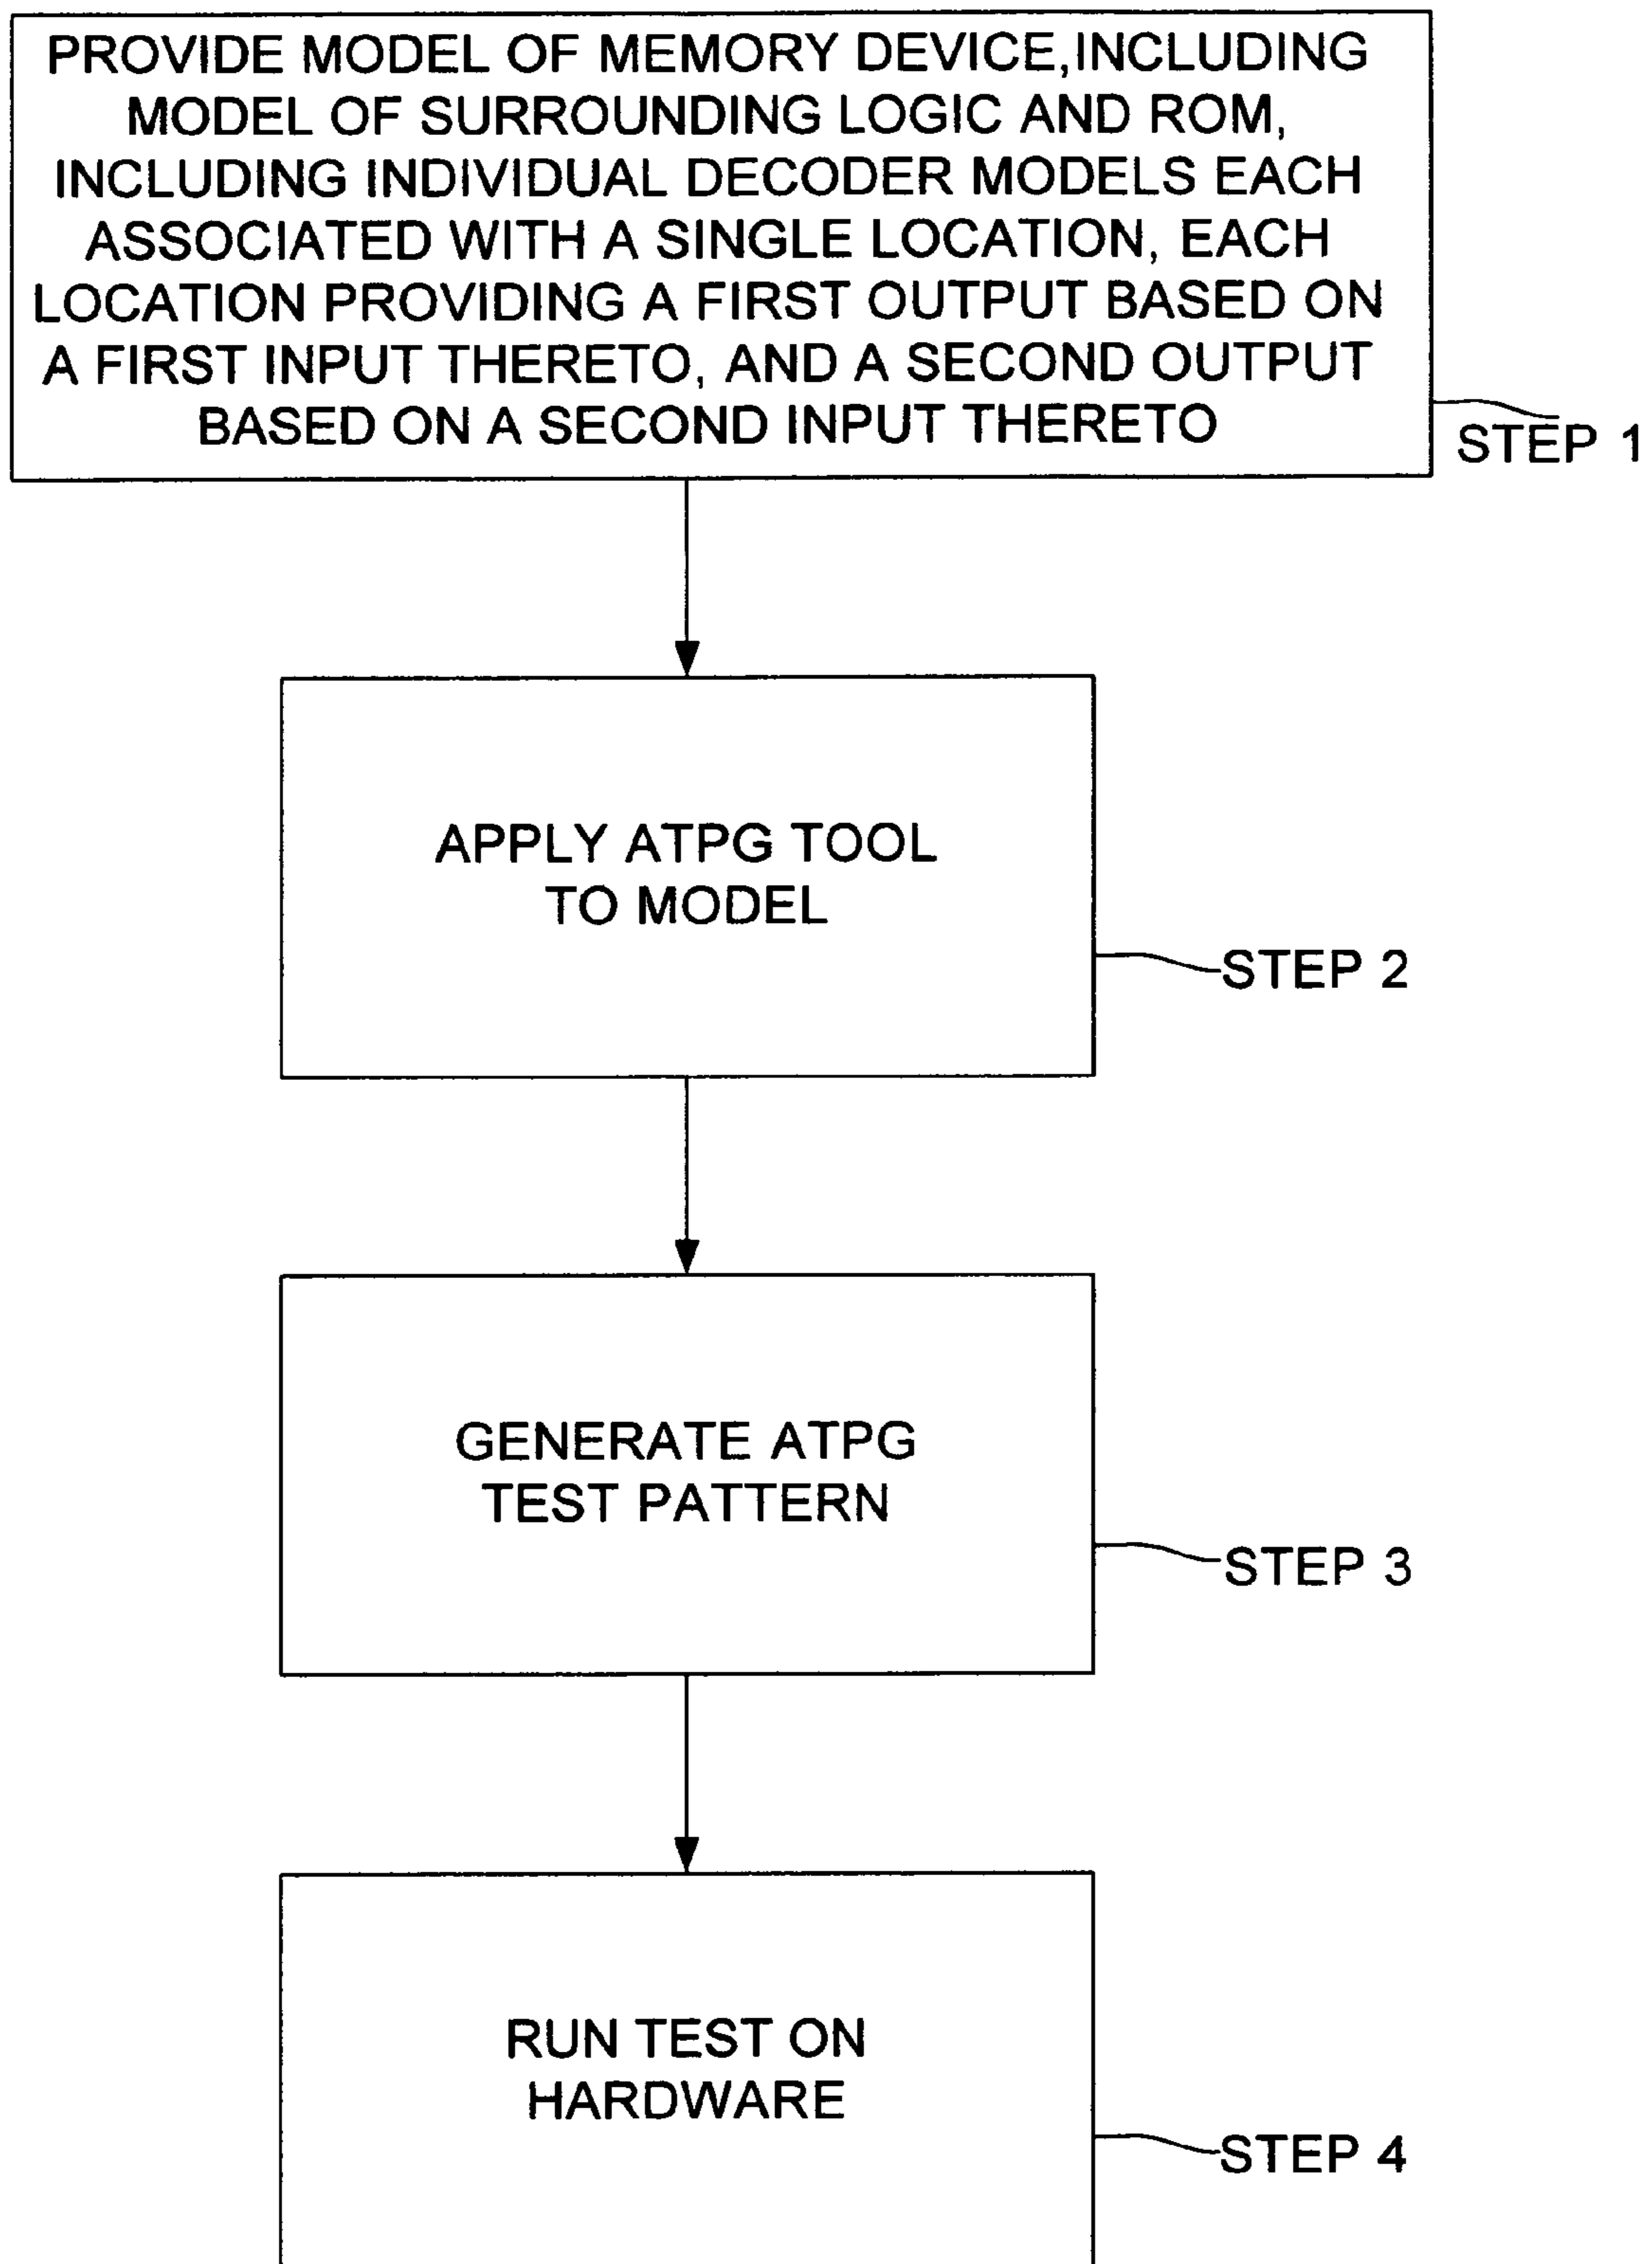 PROVIDE MODEL OF MEMORY DEVICE,INCLUDING
MODEL OF SURROUNDING LOGIC AND ROM,
INCLUDING INDIVIDUAL DECODER MODELS EACH
ASSOCIATED WITH A SINGLE LOCATION, EACH
LOCATION PROVIDING A FIRST OUTPUT BASED ON
A FIRST INPUT THERETO, AND A SECOND OUTPUT
BASED ON A SECOND INPUT THERETO
STEP 1
APPLY ATPG TOOL
TO MODEL
STEP 2
GENERATE ATPG
TEST PATTERN
STEP 3
RUN TEST ON
HARDWARE
STEP 4